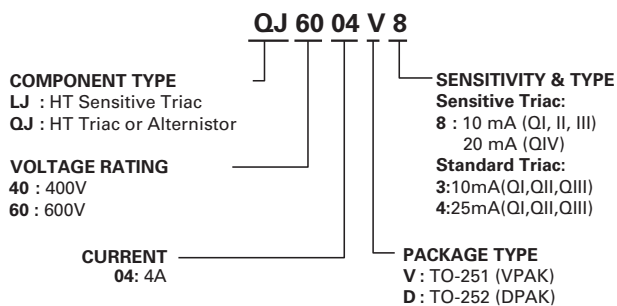 QJ 60 04 V 8
COMPONENT TYPE
LJ : HT Sensitive Triac
QJ : HT Triac or Alternistor
VOLTAGE RATING
40 : 400V
60 : 600V
CURRENT
04: 4A
SENSITIVITY & TYPE
Sensitive Triac:
8 : 10 mA (QI, II, III)
20 mA (QIV)
Standard Triac:
3:10mA(QI,QII,QIII)
4:25mA(QI,QII,QIII)
PACKAGE TYPE
V : TO-251 (VPAK)
D : TO-252 (DPAK)